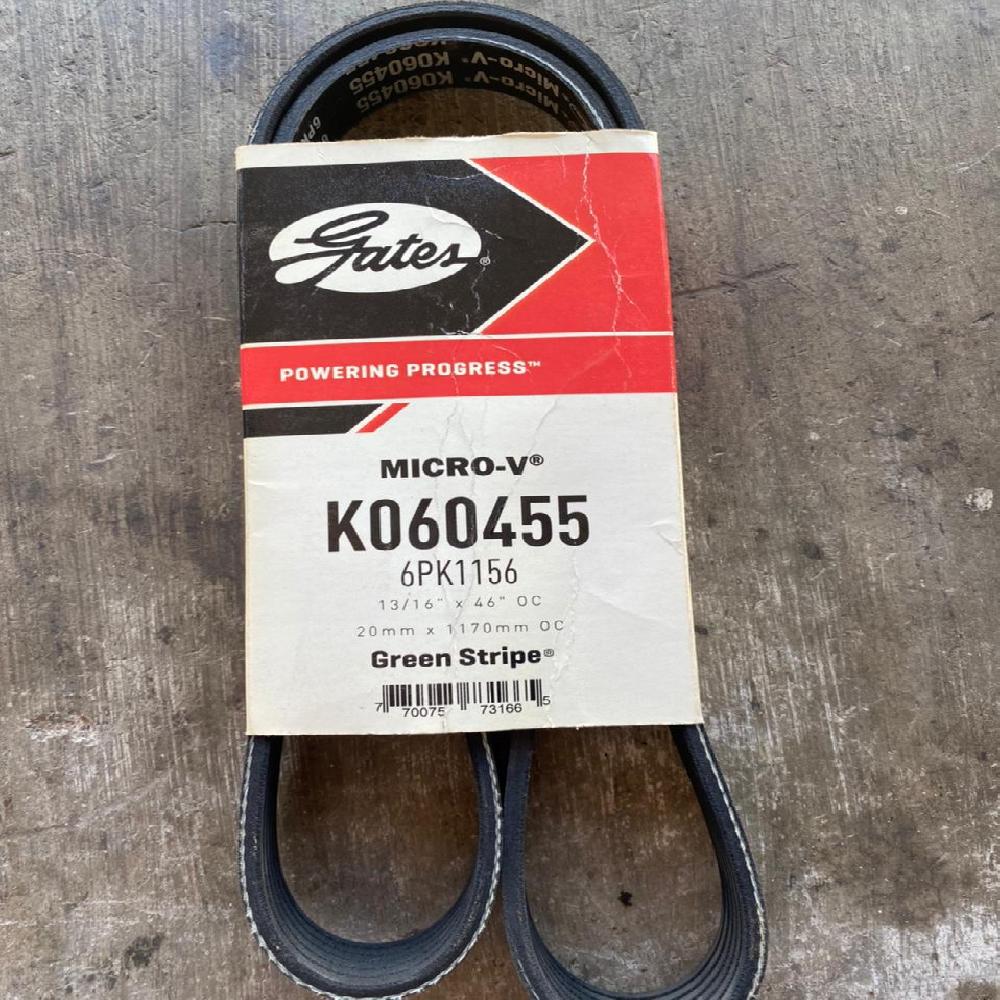 K060455
Micro-V®
K060455
Gates®
POWERING PROGRESS™
MICRO-V®
K060455
6PK1156
13/16" x 46" OC
20mm x 1170mm OC
Green Stripe®
7 70075 73166 5